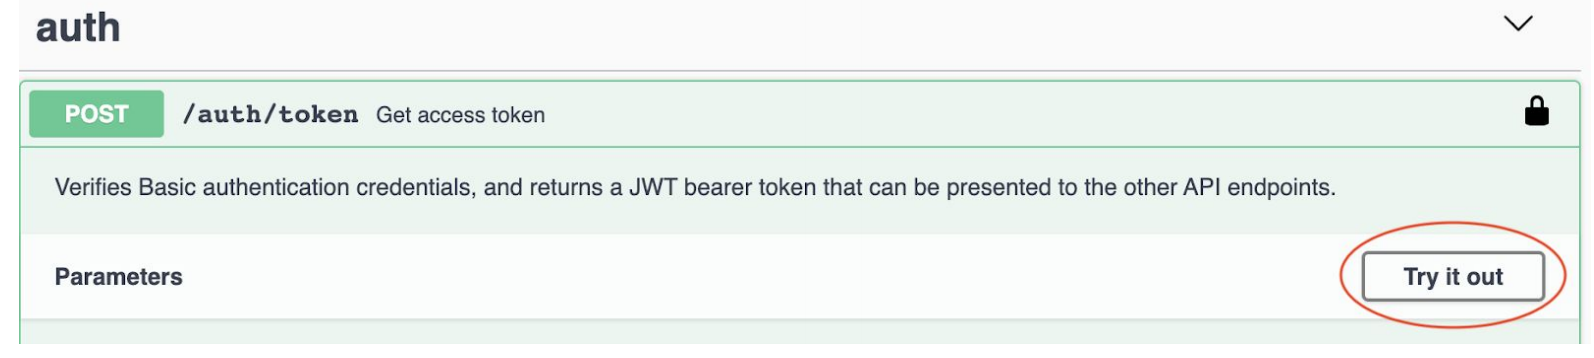 auth
POST /auth/token Get access token
Verifies Basic authentication credentials, and returns a JWT bearer token that can be presented to the other API endpoints.
Parameters Try it out